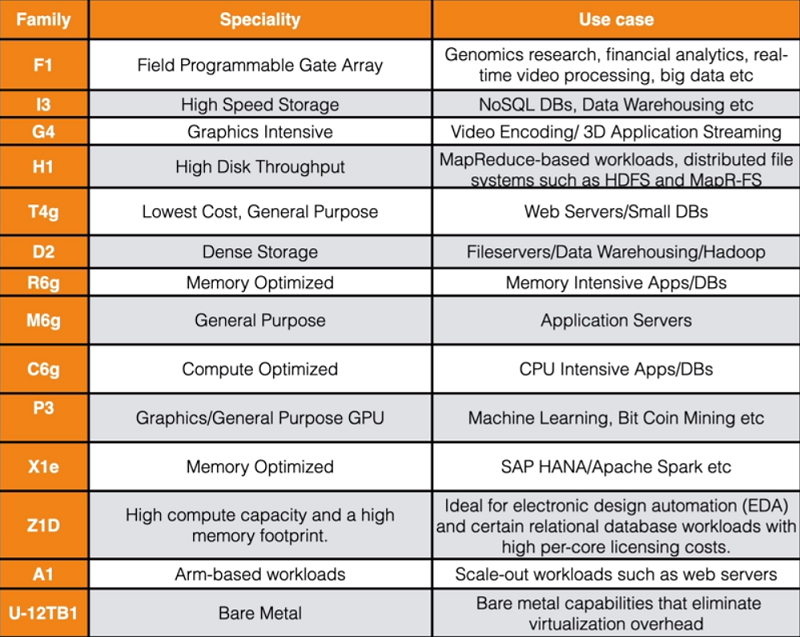 Family Speciality Use case
F1 Field Programmable Gate Array Genomics research, financial analytics, real-
time video processing, big data etc
I3 High Speed Storage NoSQL DBs, Data Warehousing etc
G4 Graphics Intensive Video Encoding/ 3D Application Streaming
H1 High Disk Throughput MapReduce-based workloads, distributed file
systems such as HDFS and MapR-FS
T4g Lowest Cost, General Purpose Web Servers/Small DBs
D2 Dense Storage Fileservers/Data Warehousing/Hadoop
R6g Memory Optimized Memory Intensive Apps/DBs
M6g General Purpose Application Servers
C6g Compute Optimized CPU Intensive Apps/DBs
P3 Graphics/General Purpose GPU Machine Learning, Bit Coin Mining etc
X1e Memory Optimized SAP HANA/Apache Spark etc
Z1D High compute capacity and a high
memory footprint. Ideal for electronic design automation (EDA)
and certain relational database workloads with
high per-core licensing costs.
A1 Arm-based workloads Scale-out workloads such as web servers
U-12TB1 Bare Metal Bare metal capabilities that eliminate
virtualization overhead